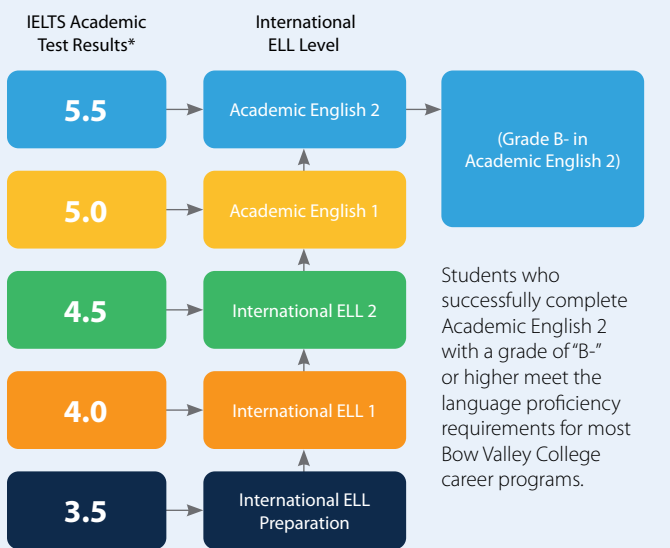 IELTS Academic
Test Results*
International
ELL Level
5.5
Academic English 2
(Grade B- in
Academic English 2)
5.0
Academic English 1
4.5
International ELL 2
4.0
International ELL 1
3.5
International ELL
Preparation
Students who
successfully complete
Academic English 2
with a grade of “B-”
or higher meet the
language proficiency
requirements for most
Bow Valley College
career programs.